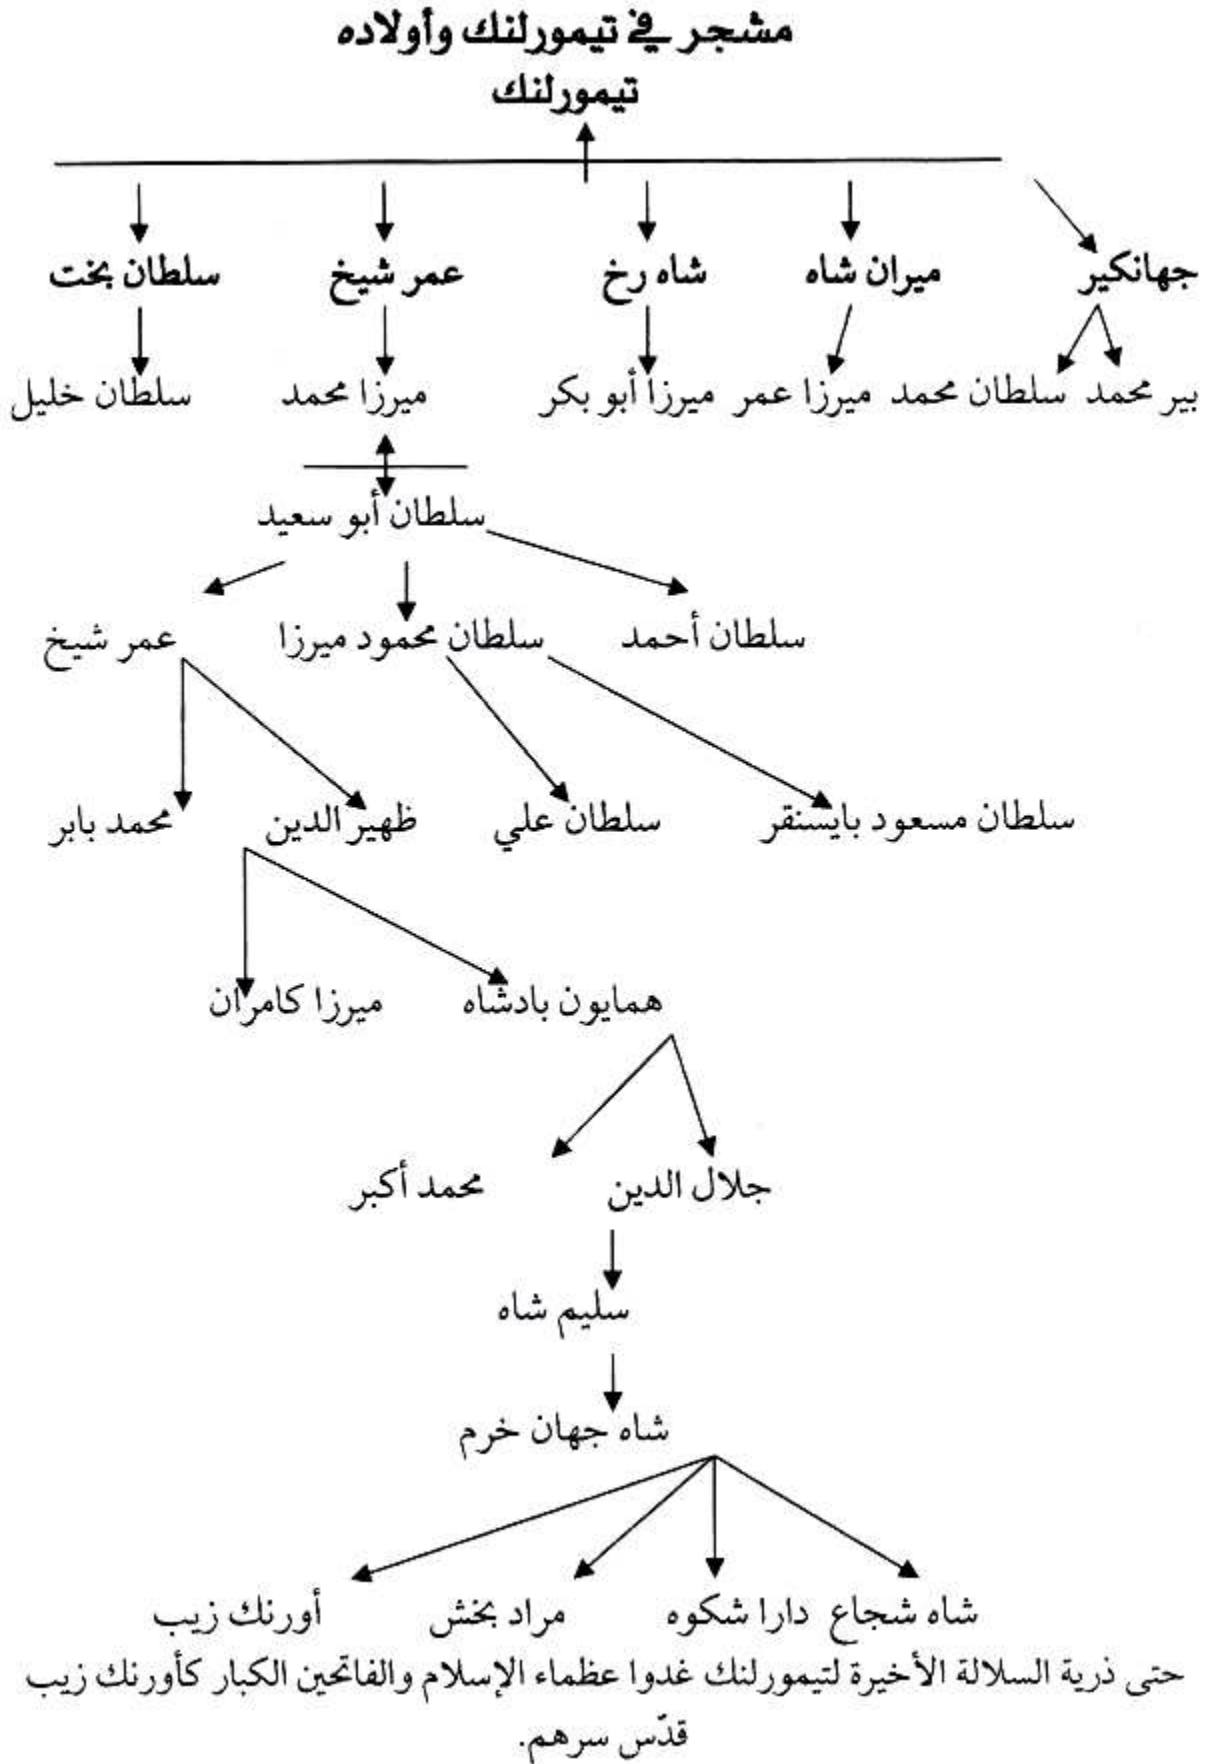 مشجر في تيمورلنك وأولاده
تيمورلنك
جهانكير ميران شاه شاه رخ عمر شيخ سلطان بخت
بير محمد سلطان محمد ميرزا عمر ميرزا أبو بكر ميرزا محمد سلطان خليل
سلطان أبو سعيد
سلطان أحمد سلطان محمود ميرزا عمر شيخ
سلطان مسعود بايسنقر سلطان علي ظهير الدين محمد بابر
همايون بادشاه ميرزا كامران
جلال الدين محمد أكبر
سليم شاه
شاه جهان خرم
شاه شجاع دارا شكوه مراد بخش أورنك زيب
حتى ذرية السلالة الأخيرة لتيمورلنك غدوا عظماء الإسلام والفاتحين الكبار كأورنك زيب
قدّس سرهم.